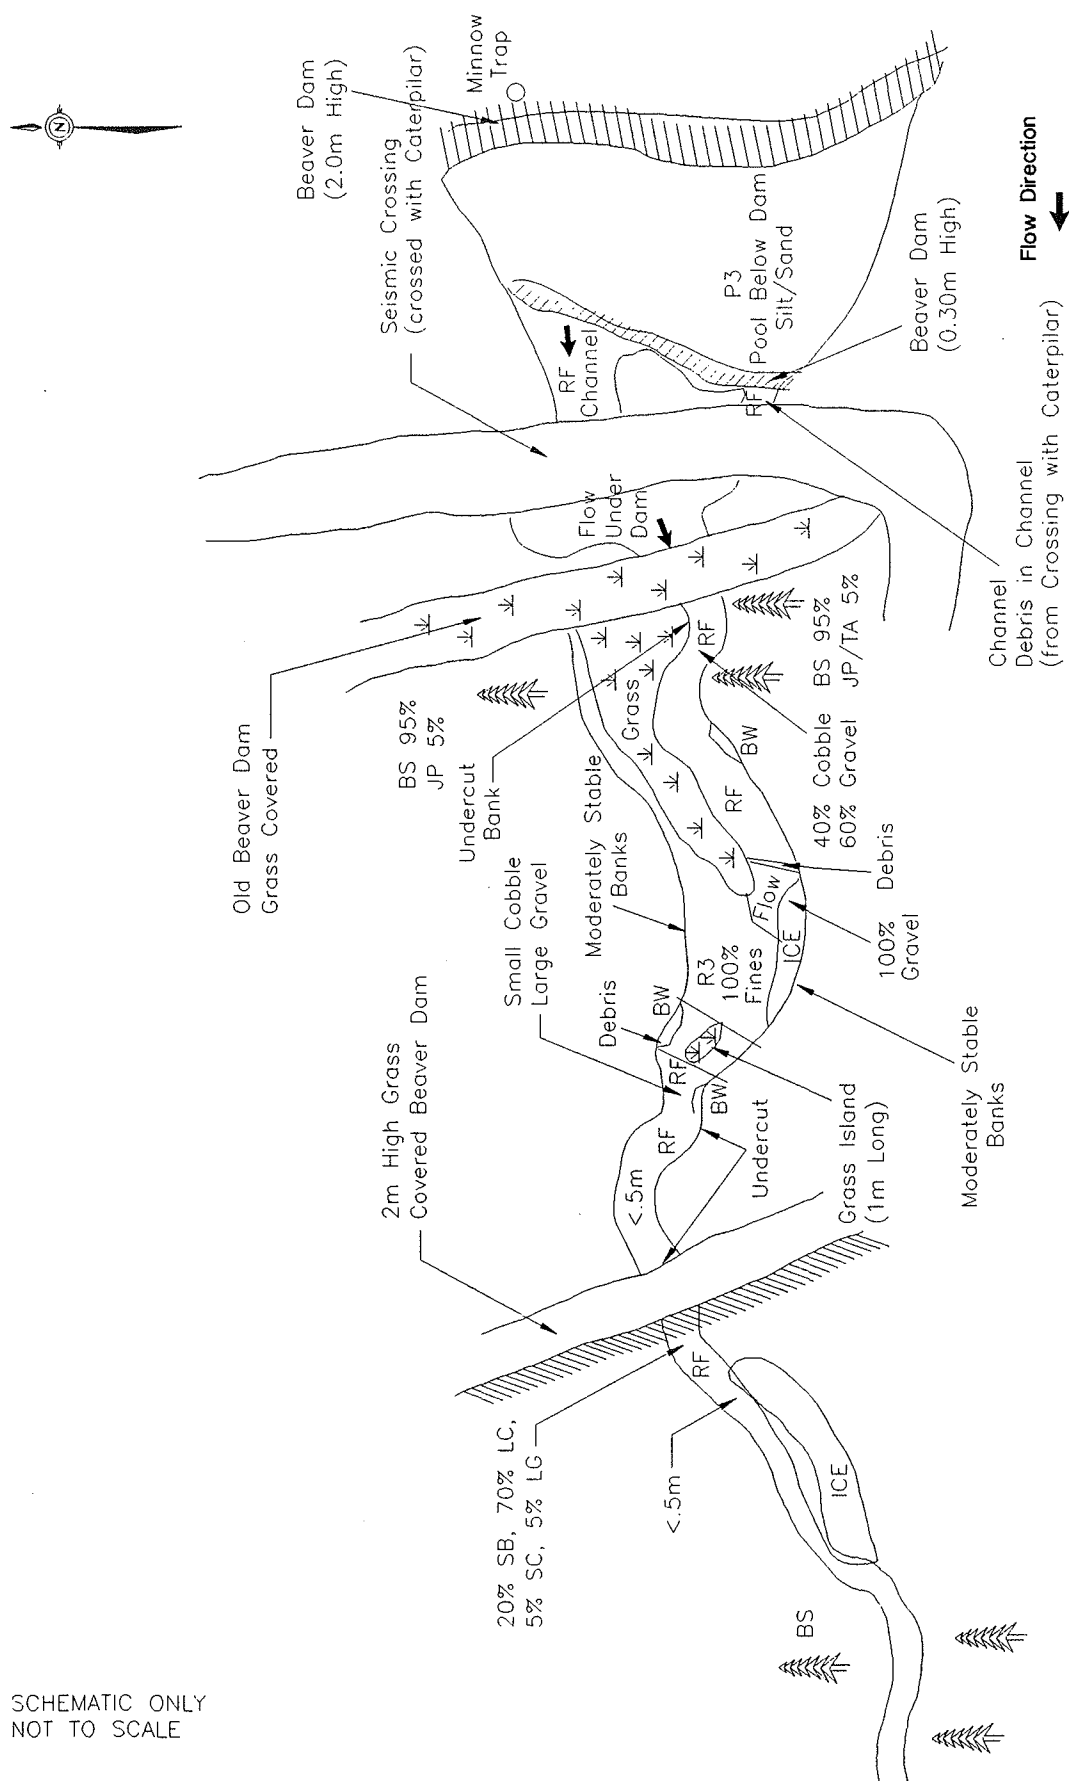 SCHEMATIC ONLY
NOT TO SCALE
N
Beaver Dam
(2.0m High)
Minnow
Trap
Seismic Crossing
(crossed with Caterpilar)
RF
Channel
P3
Pool Below Dam
Silt/Sand
Beaver Dam
(0.30m High)
RF
Flow Direction
Channel
Debris in Channel
(from Crossing with Caterpilar)
Flow
Under
Dam
Old Beaver Dam
Grass Covered
BS 95%
JP 5%
Undercut
Bank
Grass
RF
BS 95%
JP/TA 5%
40% Cobble
60% Gravel
BW
RF
Moderately Stable
Banks
Small Cobble
Large Gravel
Debris
Flow
ICE
100%
Gravel
R3
100%
Fines
Debris
BW
RF
BW
RF
Moderately Stable
Banks
Grass Island
(1m Long)
Undercut
<.5m
2m High Grass
Covered Beaver Dam
20% SB, 70% LC,
5% SC, 5% LG
RF
<.5m
ICE
BS